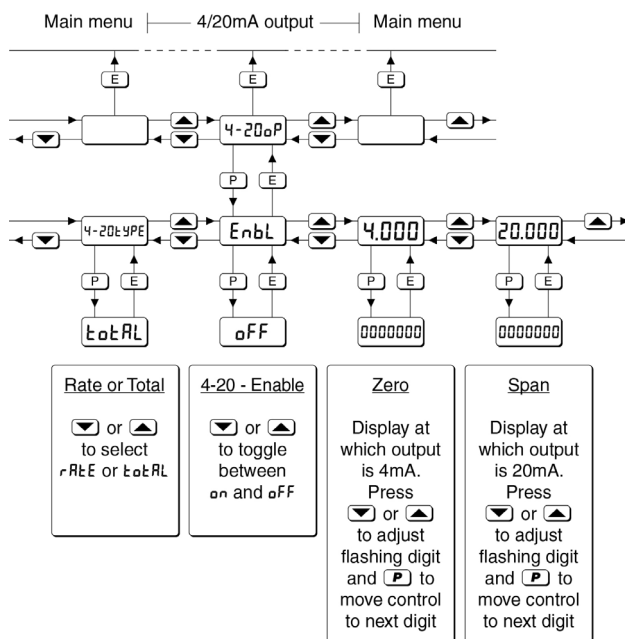 Main menu 4/20mA output Main menu
E E E
4-20oP
P E
4-20tYPE EnbL 4.000 20.000
P E P E P E P E
totAL oFF 0000000 0000000
Rate or Total
or
to select
rAtE or totAL
4-20 - Enable
or
to toggle
between
on and oFF
Zero
Display at
which output
is 4mA.
Press
or
to adjust
flashing digit
and P to
move control
to next digit
Span
Display at
which output
is 20mA.
Press
or
to adjust
flashing digit
and P to
move control
to next digit